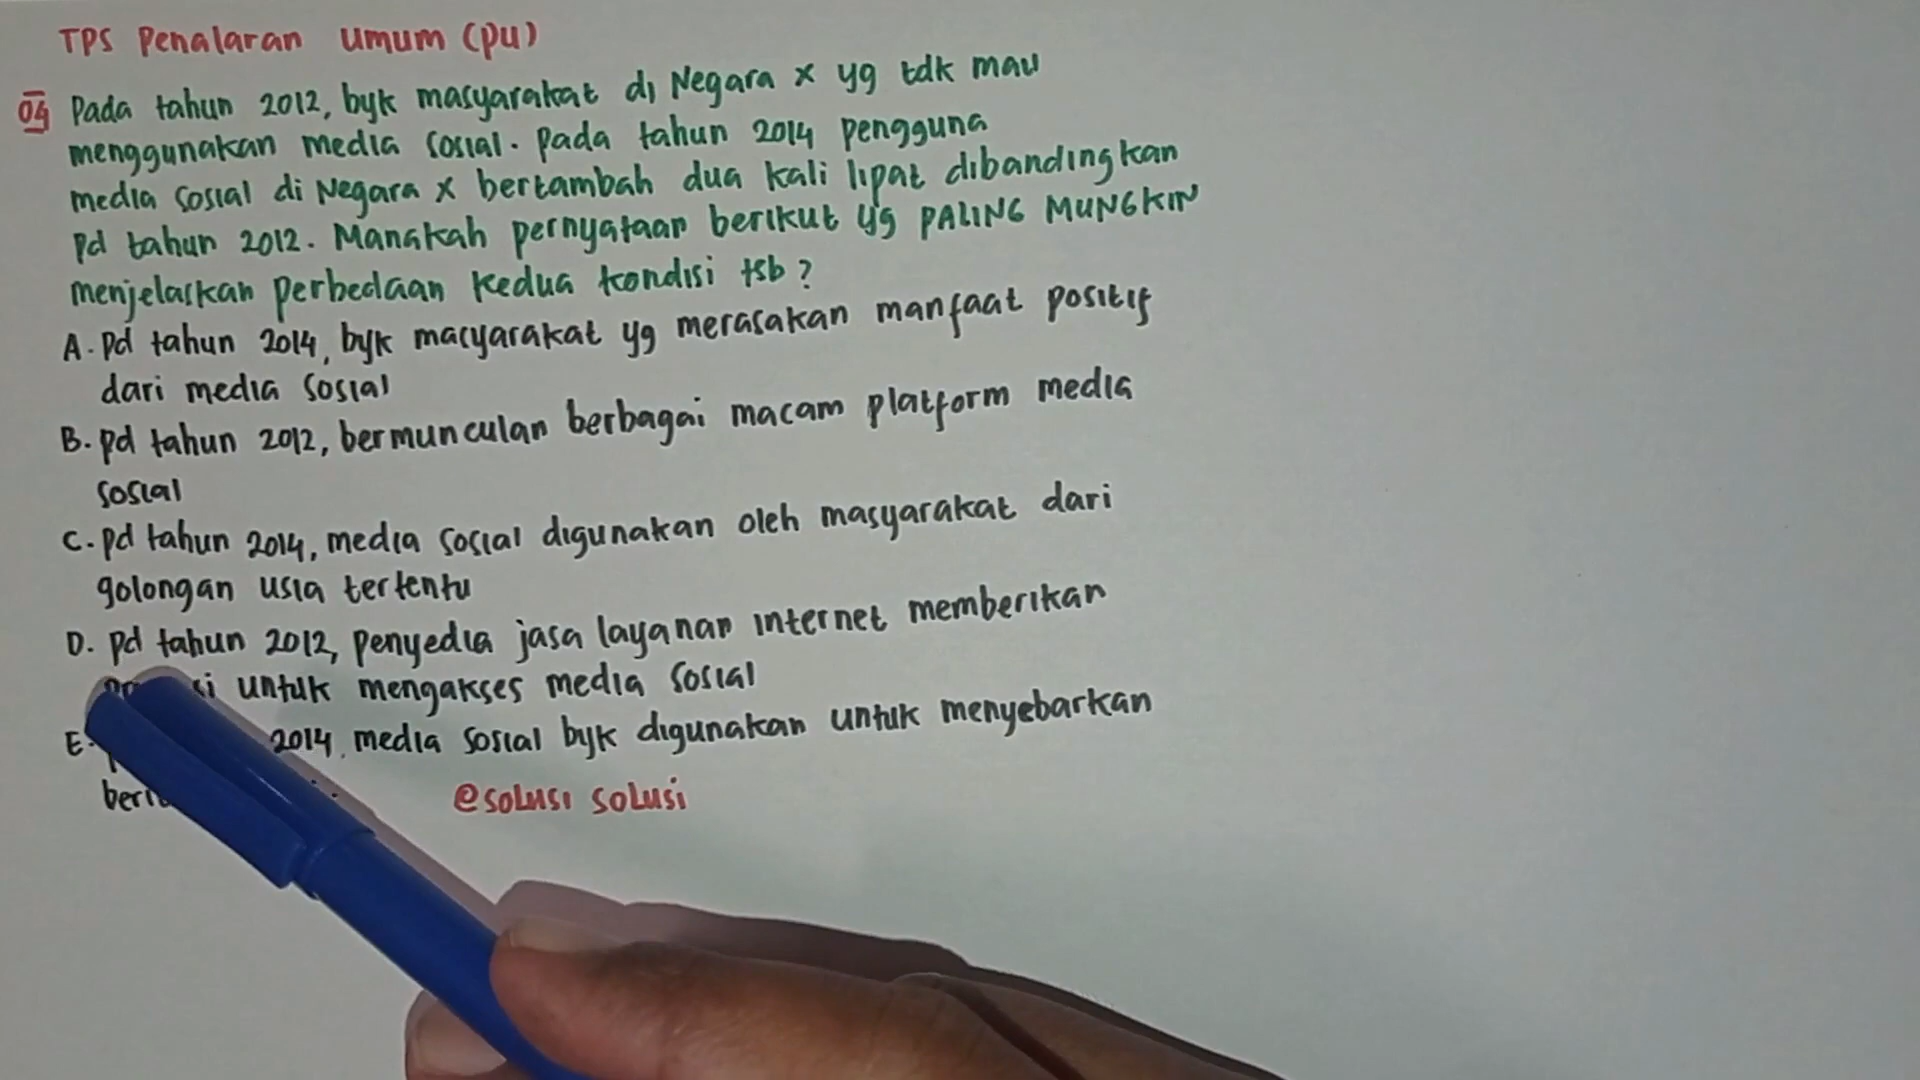 TPS Penalaran Umum (PU)
04 Pada tahun 2012, byk masyarakat di Negara x yg tdk mau
menggunakan media sosial. Pada tahun 2014 pengguna
media sosial di Negara x bertambah dua kali lipat dibandingkan
pd tahun 2012. Manakah pernyataan berikut yg PALING MUNGKIN
menjelaskan perbedaan kedua kondisi tsb?
A. pd tahun 2014, byk masyarakat yg merasakan manfaat positif
dari media sosial
B. pd tahun 2012, bermunculan berbagai macam platform media
sosial
C. pd tahun 2014, media sosial digunakan oleh masyarakat dari
golongan usia tertentu
D. pd tahun 2012, penyedia jasa layanan internet memberikan
untuk mengakses media sosial
E. 2014, media sosial byk digunakan untuk menyebarkan
@solusi solusi